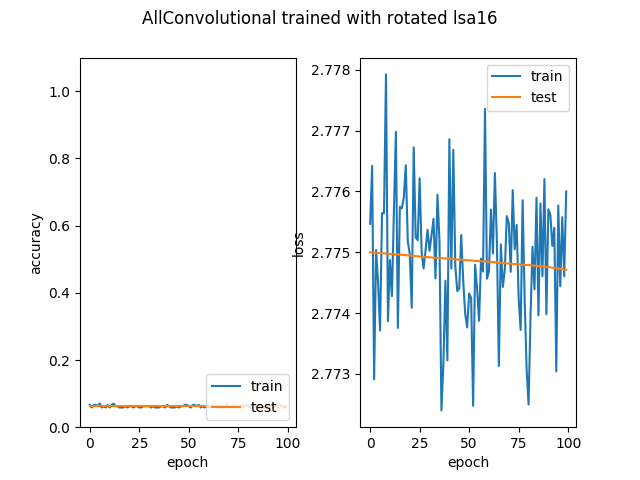 AllConvolutional trained with rotated lsa16
accuracy
1.0
0.8
0.6
0.4
0.2
0.0
train
test
0 25 50 75 100
epoch
loss
2.778
2.777
2.776
2.775
2.774
2.773
train
test
0 25 50 75 100
epoch